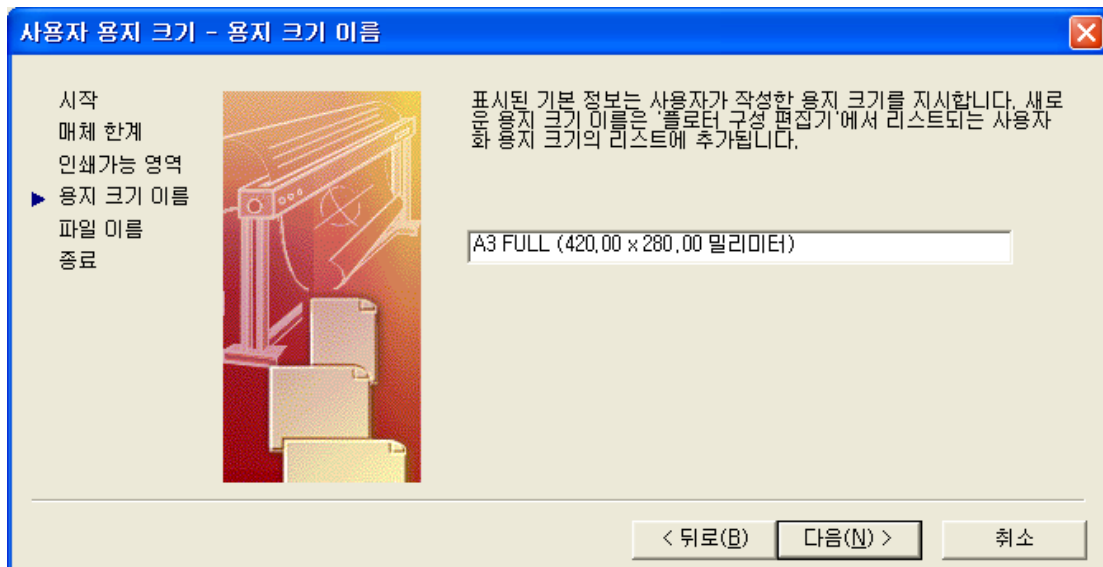 사용자 용지 크기 - 용지 크기 이름
시작
매체 한계
인쇄가능 영역
용지 크기 이름
파일 이름
종료
표시된 기본 정보는 사용자가 작성한 용지 크기를 지시합니다. 새로
운 용지 크기 이름은 '플로터 구성 편집기'에서 리스트되는 사용자
화 용지 크기의 리스트에 추가됩니다.
A3 FULL (420.00 x 280.00 밀리미터)
< 뒤로(B)
다음(N) >
취소